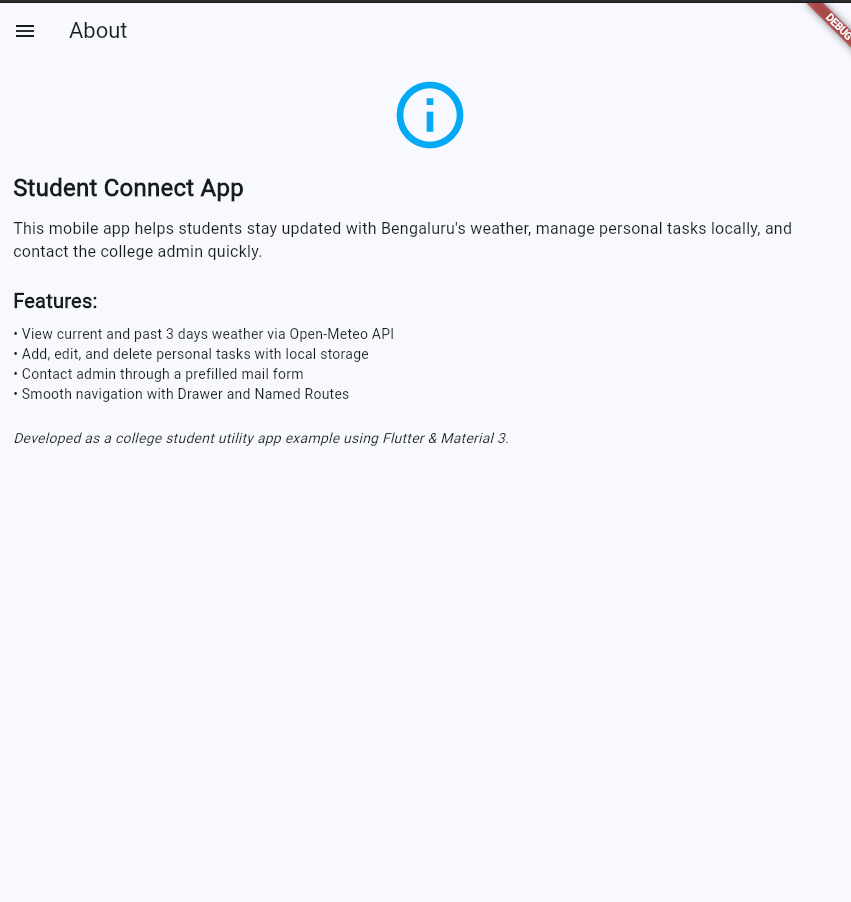 About
DEBUG
Student Connect App
This mobile app helps students stay updated with Bengaluru's weather, manage personal tasks locally, and
contact the college admin quickly.
Features:
• View current and past 3 days weather via Open-Meteo API
• Add, edit, and delete personal tasks with local storage
• Contact admin through a prefilled mail form
• Smooth navigation with Drawer and Named Routes
Developed as a college student utility app example using Flutter & Material 3.